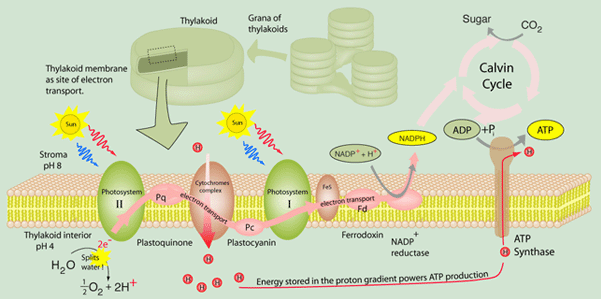 Thylakoid
Grana of
thylakoids
Sugar
CO2
Thylakoid membrane
as site of electron
transport.
Calvin
Cycle
Sun
Sun
H
NADPH
ADP
+Pi
ATP
NADP+ + H+
H
Stroma
pH 8
Photosystem
II
Pq
Cytochromes
complex
electron transport
Photosystem
I
FeS
electron transport
Fd
Pc
Thylakoid interior
pH 4
2e-
Plastoquinone
Plastocyanin
Ferrodoxin
NADP+
reductase
ATP
Synthase
H2O
Splits
water!
H
H
H
H
H
H
Energy stored in the proton gradient powers ATP production
1/2O2 + 2H+